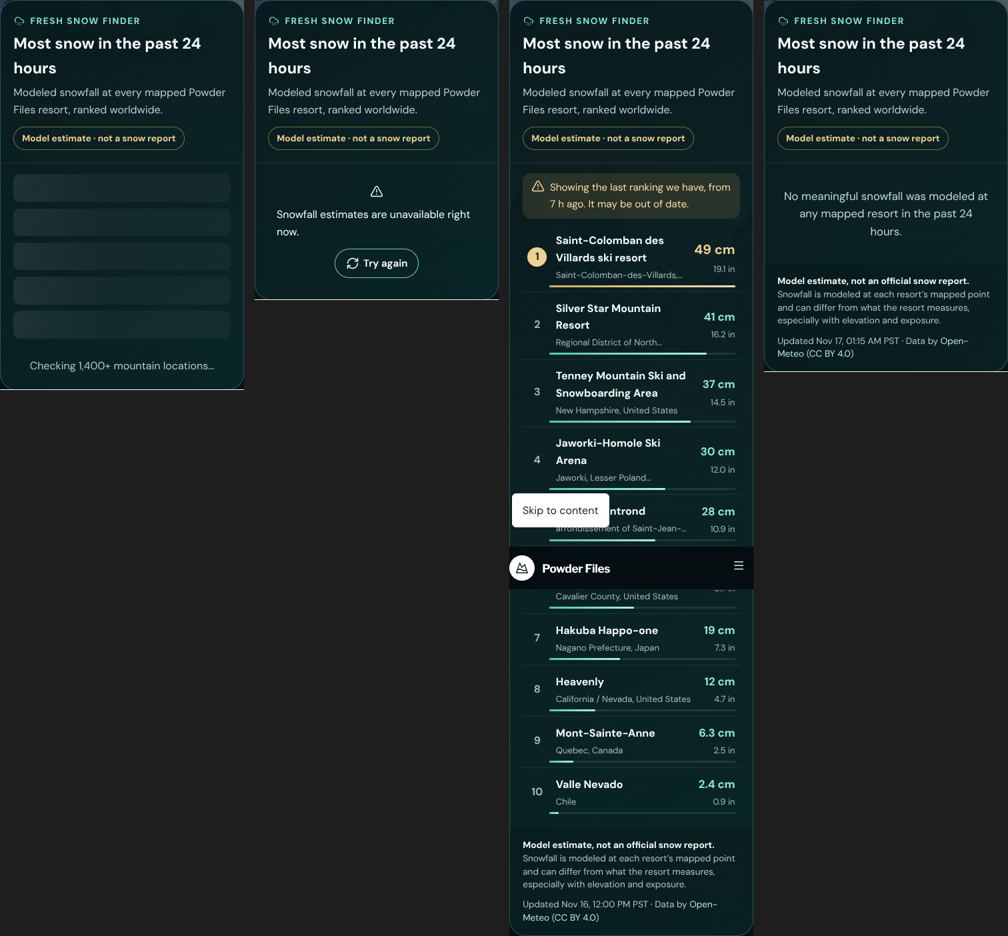 FRESH SNOW FINDER
Most snow in the past 24
hours
Modeled snowfall at every mapped Powder
Files resort, ranked worldwide.
Model estimate · not a snow report
Checking 1,400+ mountain locations...
FRESH SNOW FINDER
Most snow in the past 24
hours
Modeled snowfall at every mapped Powder
Files resort, ranked worldwide.
Model estimate · not a snow report
Snowfall estimates are unavailable right
now.
Try again
FRESH SNOW FINDER
Most snow in the past 24
hours
Modeled snowfall at every mapped Powder
Files resort, ranked worldwide.
Model estimate · not a snow report
Showing the last ranking we have, from
7 h ago. It may be out of date.
1
Saint-Colomban des
Villards ski resort
49 cm
Saint-Colomban-des-Villards,...
19.1 in
2
Silver Star Mountain
Resort
41 cm
Regional District of North...
16.2 in
3
Tenney Mountain Ski and
Snowboarding Area
37 cm
New Hampshire, United States
14.5 in
4
Jaworki-Homole Ski
Arena
30 cm
Jaworki, Lesser Poland...
12.0 in
Skip to content
ntrond
28 cm
arrondissement of Saint-Jean-...
10.9 in
Powder Files
Cavalier County, United States
7
Hakuba Happo-one
19 cm
Nagano Prefecture, Japan
7.3 in
8
Heavenly
12 cm
California / Nevada, United States
4.7 in
9
Mont-Sainte-Anne
6.3 cm
Quebec, Canada
2.5 in
10
Valle Nevado
2.4 cm
Chile
0.9 in
Model estimate, not an official snow report.
Snowfall is modeled at each resort's mapped point
and can differ from what the resort measures,
especially with elevation and exposure.
Updated Nov 16, 12:00 PM PST · Data by Open-
Meteo (CC BY 4.0)
FRESH SNOW FINDER
Most snow in the past 24
hours
Modeled snowfall at every mapped Powder
Files resort, ranked worldwide.
Model estimate · not a snow report
No meaningful snowfall was modeled at
any mapped resort in the past 24
hours.
Model estimate, not an official snow report.
Snowfall is modeled at each resort's mapped point
and can differ from what the resort measures,
especially with elevation and exposure.
Updated Nov 17, 01:15 AM PST · Data by Open-
Meteo (CC BY 4.0)